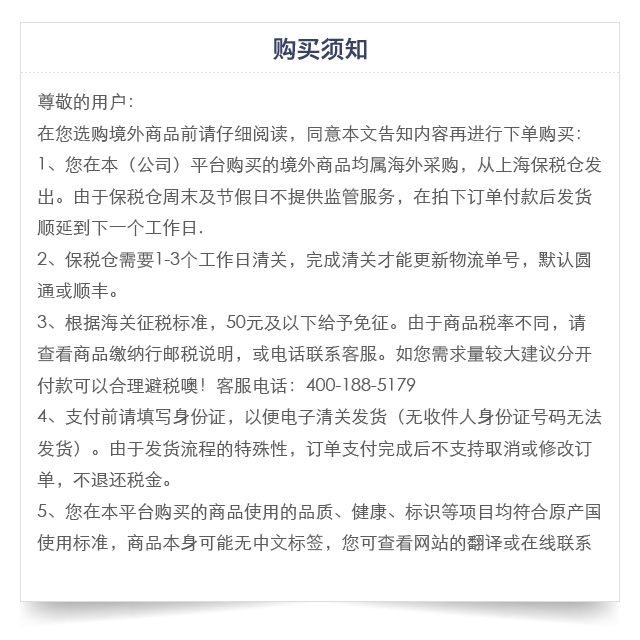 购买须知
尊敬的用户：
在您选购境外商品前请仔细阅读，同意本文告知内容再进行下单购买：
1、您在本（公司）平台购买的境外商品均属海外采购，从上海保税仓发
出。由于保税仓周末及节假日不提供监管服务，在拍下订单付款后发货
顺延到下一个工作日.
2、保税仓需要1-3个工作日清关，完成清关才能更新物流单号，默认圆
通或顺丰。
3、根据海关征税标准，50元及以下给予免征。由于商品税率不同，请
查看商品缴纳行邮税说明，或电话联系客服。如您需求量较大建议分开
付款可以合理避税噢！客服电话：400-188-5179
4、支付前请填写身份证，以便电子清关发货（无收件人身份证号码无法
发货）。由于发货流程的特殊性，订单支付完成后不支持取消或修改订
单，不退还税金。
5、您在本平台购买的商品使用的品质、健康、标识等项目均符合原产国
使用标准，商品本身可能无中文标签，您可查看网站的翻译或在线联系